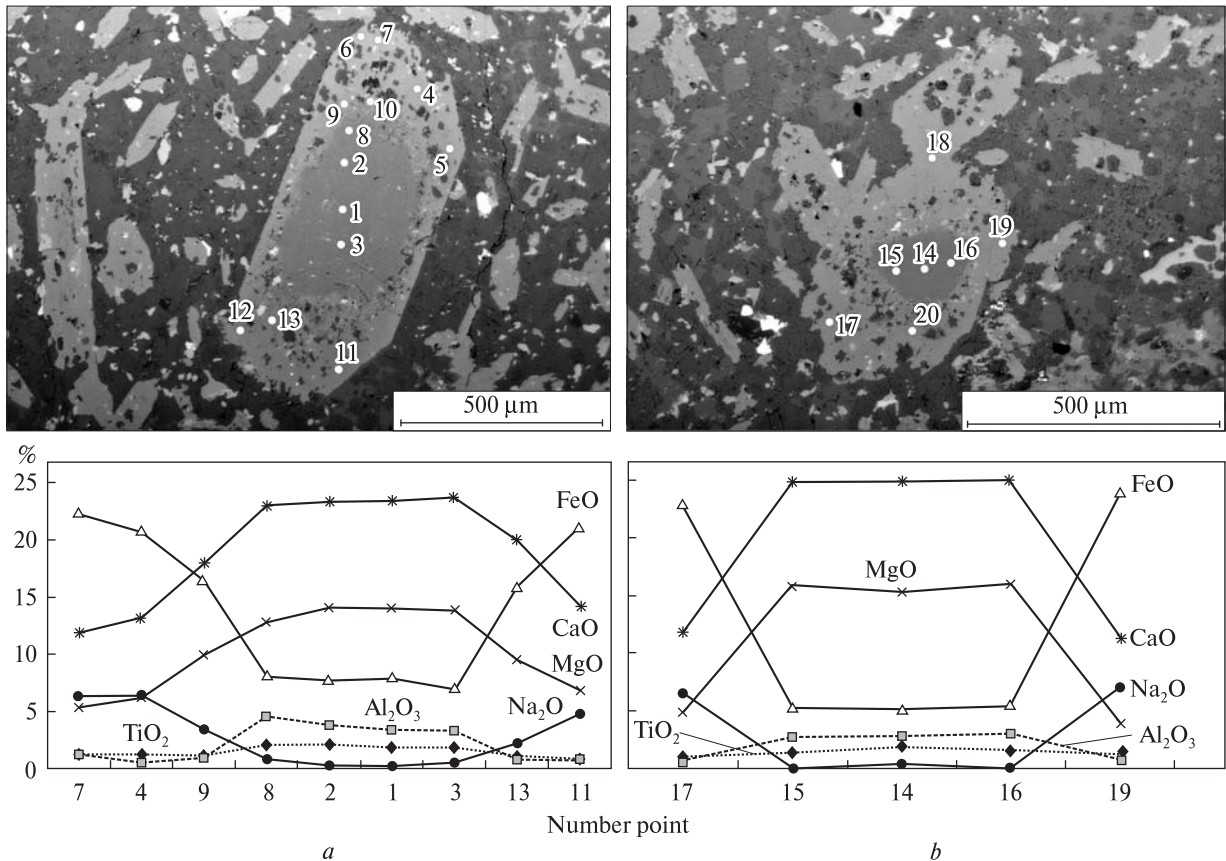 6 7
4
9 10
8
2 5
1
3
12 13
11
500 µm
18
19
15 14 16
17 20
500 µm
%
25
20
15
10
5
0
FeO
CaO
MgO
Na₂O
Al₂O₃
TiO₂
7 4 9 8 2 1 3 13 11
FeO
MgO
CaO
Na₂O
TiO₂
Al₂O₃
17 15 14 16 19
Number point
a b